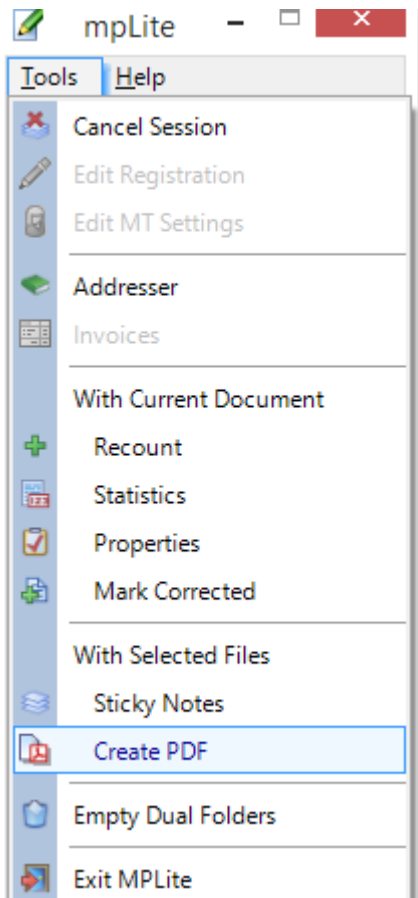 mpLite
Tools Help
Cancel Session
Edit Registration
Edit MT Settings
Addresser
Invoices
With Current Document
Recount
Statistics
Properties
Mark Corrected
With Selected Files
Sticky Notes
Create PDF
Empty Dual Folders
Exit MPLite